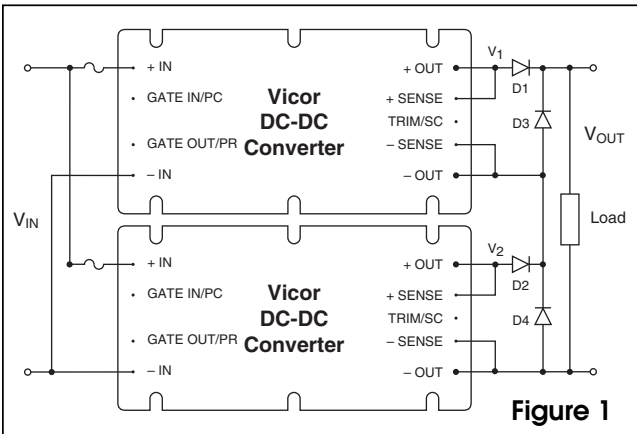 + IN
GATE IN/PC
GATE OUT/PR
– IN
Vicor
DC-DC
Converter
+ OUT
+ SENSE
TRIM/SC
– SENSE
– OUT
V1
D1
D3
VOUT
VIN
Load
+ IN
GATE IN/PC
GATE OUT/PR
– IN
Vicor
DC-DC
Converter
+ OUT
+ SENSE
TRIM/SC
– SENSE
– OUT
V2
D2
D4
Figure 1